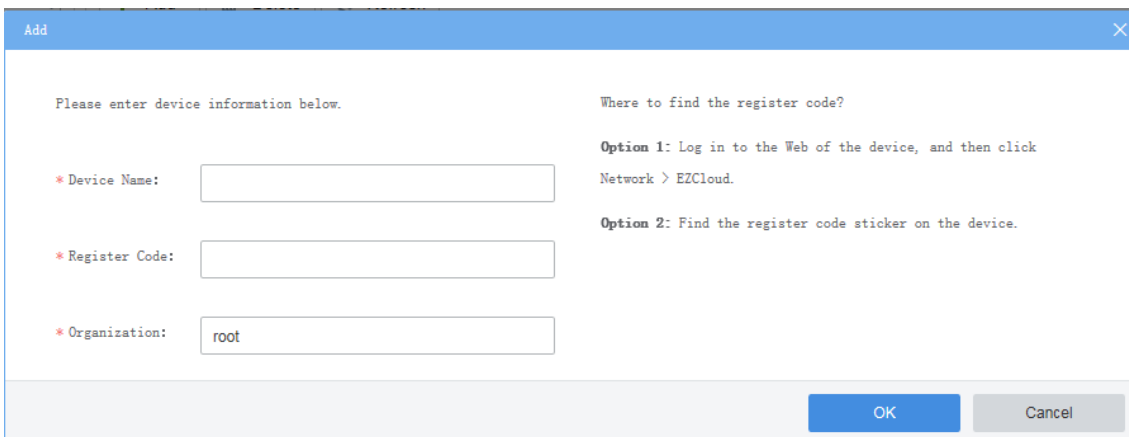 Add
Please enter device information below.
* Device Name:
* Register Code:
* Organization:
root
Where to find the register code?
Option 1: Log in to the Web of the device, and then click
Network > EZCloud.
Option 2: Find the register code sticker on the device.
OK
Cancel